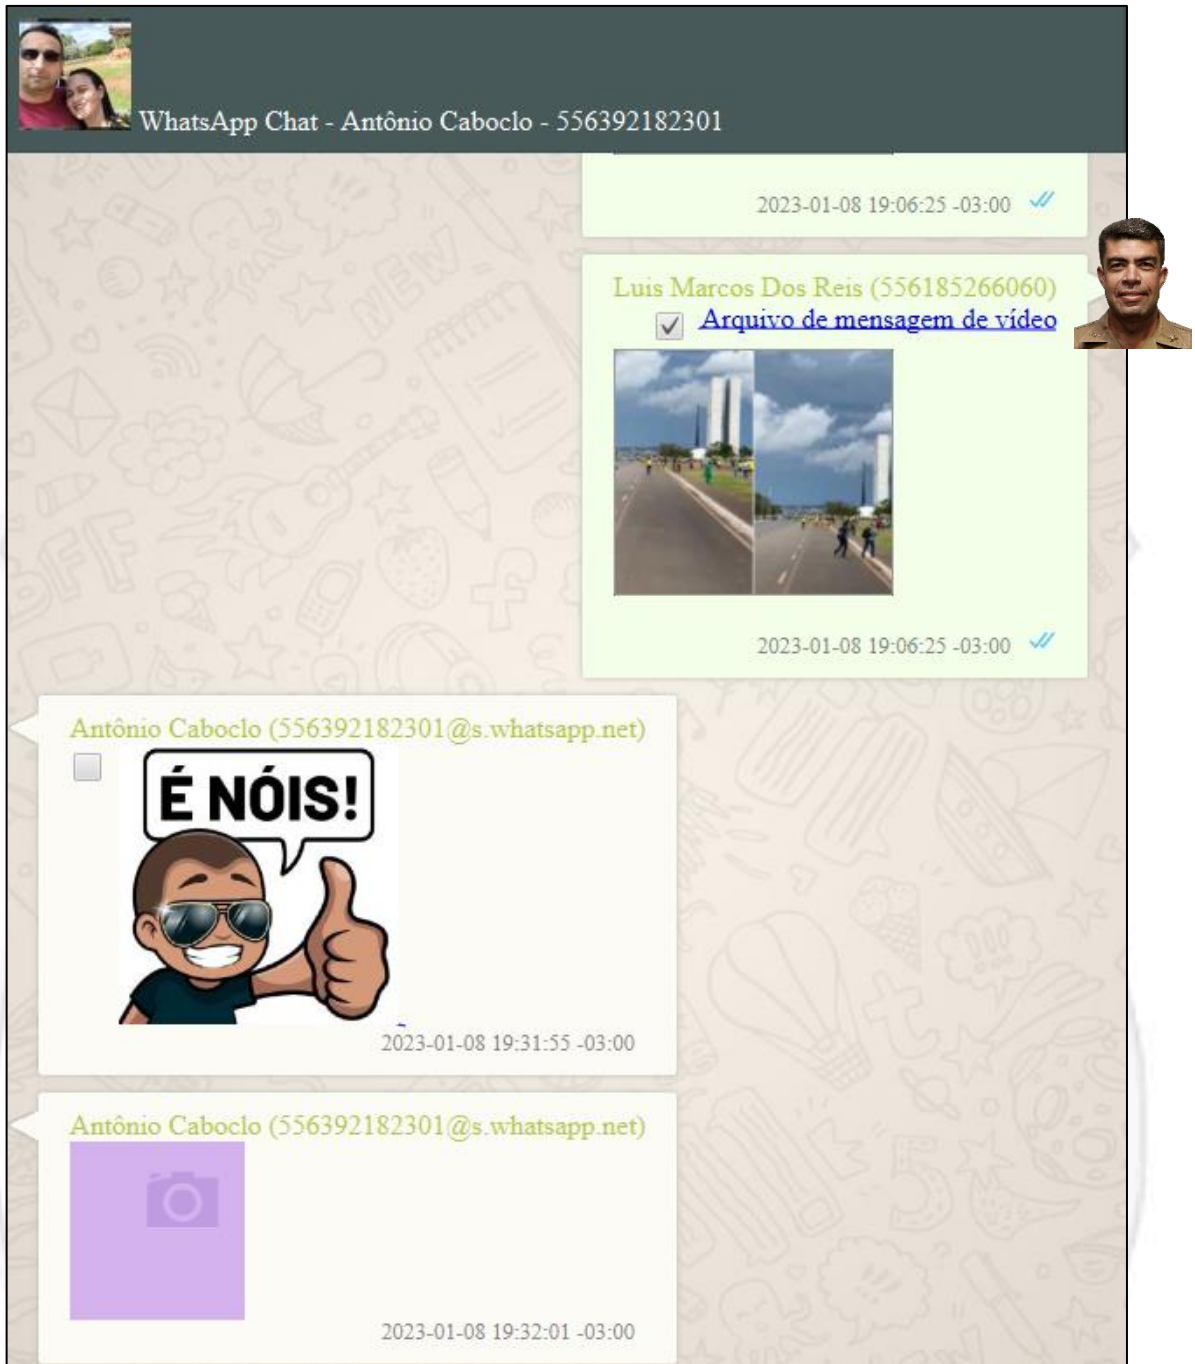 WhatsApp Chat - Antônio Caboclo - 556392182301
2023-01-08 19:06:25 -03:00
Luis Marcos Dos Reis (556185266060)
Arquivo de mensagem de vídeo
2023-01-08 19:06:25 -03:00
Antônio Caboclo (556392182301@s.whatsapp.net)
É NÓIS!
2023-01-08 19:31:55 -03:00
Antônio Caboclo (556392182301@s.whatsapp.net)
2023-01-08 19:32:01 -03:00